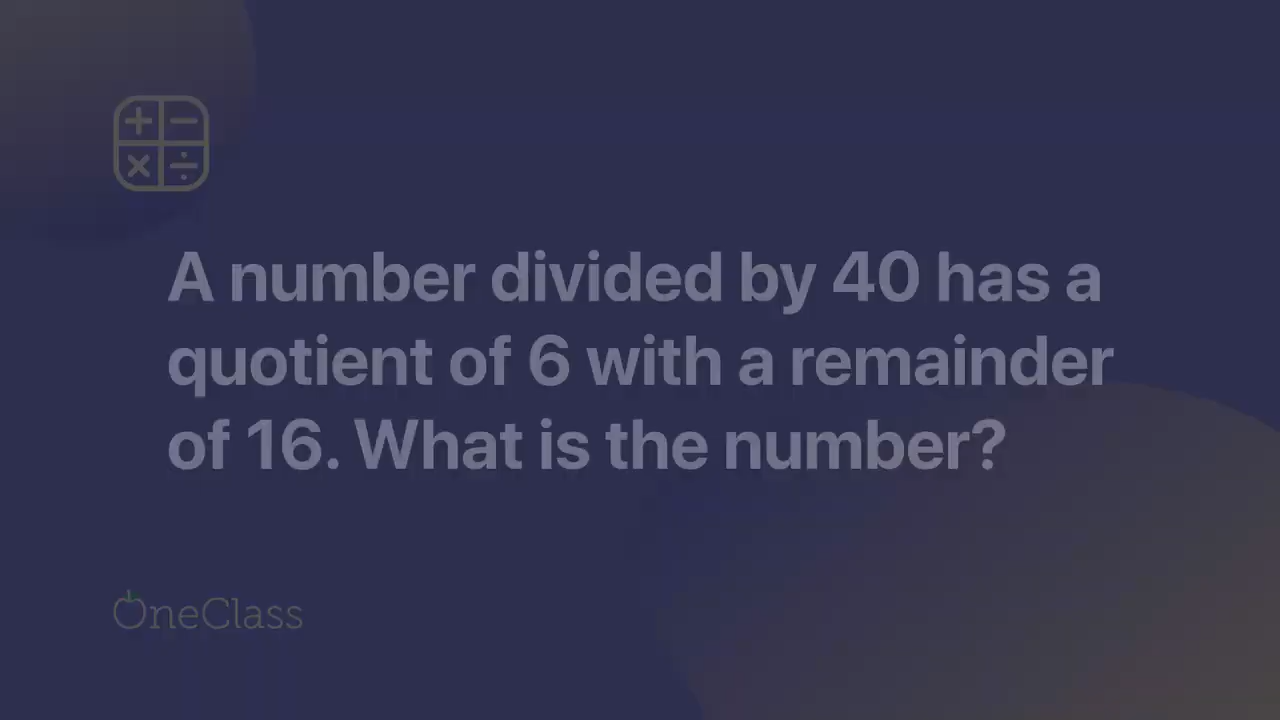 A number divided by 40 has a
quotient of 6 with a remainder
of 16. What is the number?
OneClass